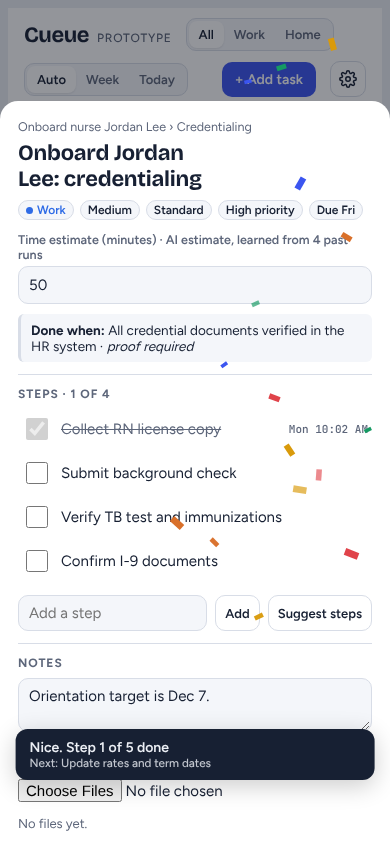 Cueue PROTOTYPE All Work Home
Auto Week Today + Add task
Onboard nurse Jordan Lee › Credentialing
Onboard Jordan
Lee: credentialing
Work Medium Standard High priority Due Fri
Time estimate (minutes) · AI estimate, learned from 4 past
runs
50
Done when: All credential documents verified in the
HR system · proof required
STEPS · 1 OF 4
Collect RN license copy Mon 10:02 AM
Submit background check
Verify TB test and immunizations
Confirm I-9 documents
Add a step Add Suggest steps
NOTES
Orientation target is Dec 7.
Nice. Step 1 of 5 done
Next: Update rates and term dates
Choose Files No file chosen
No files yet.